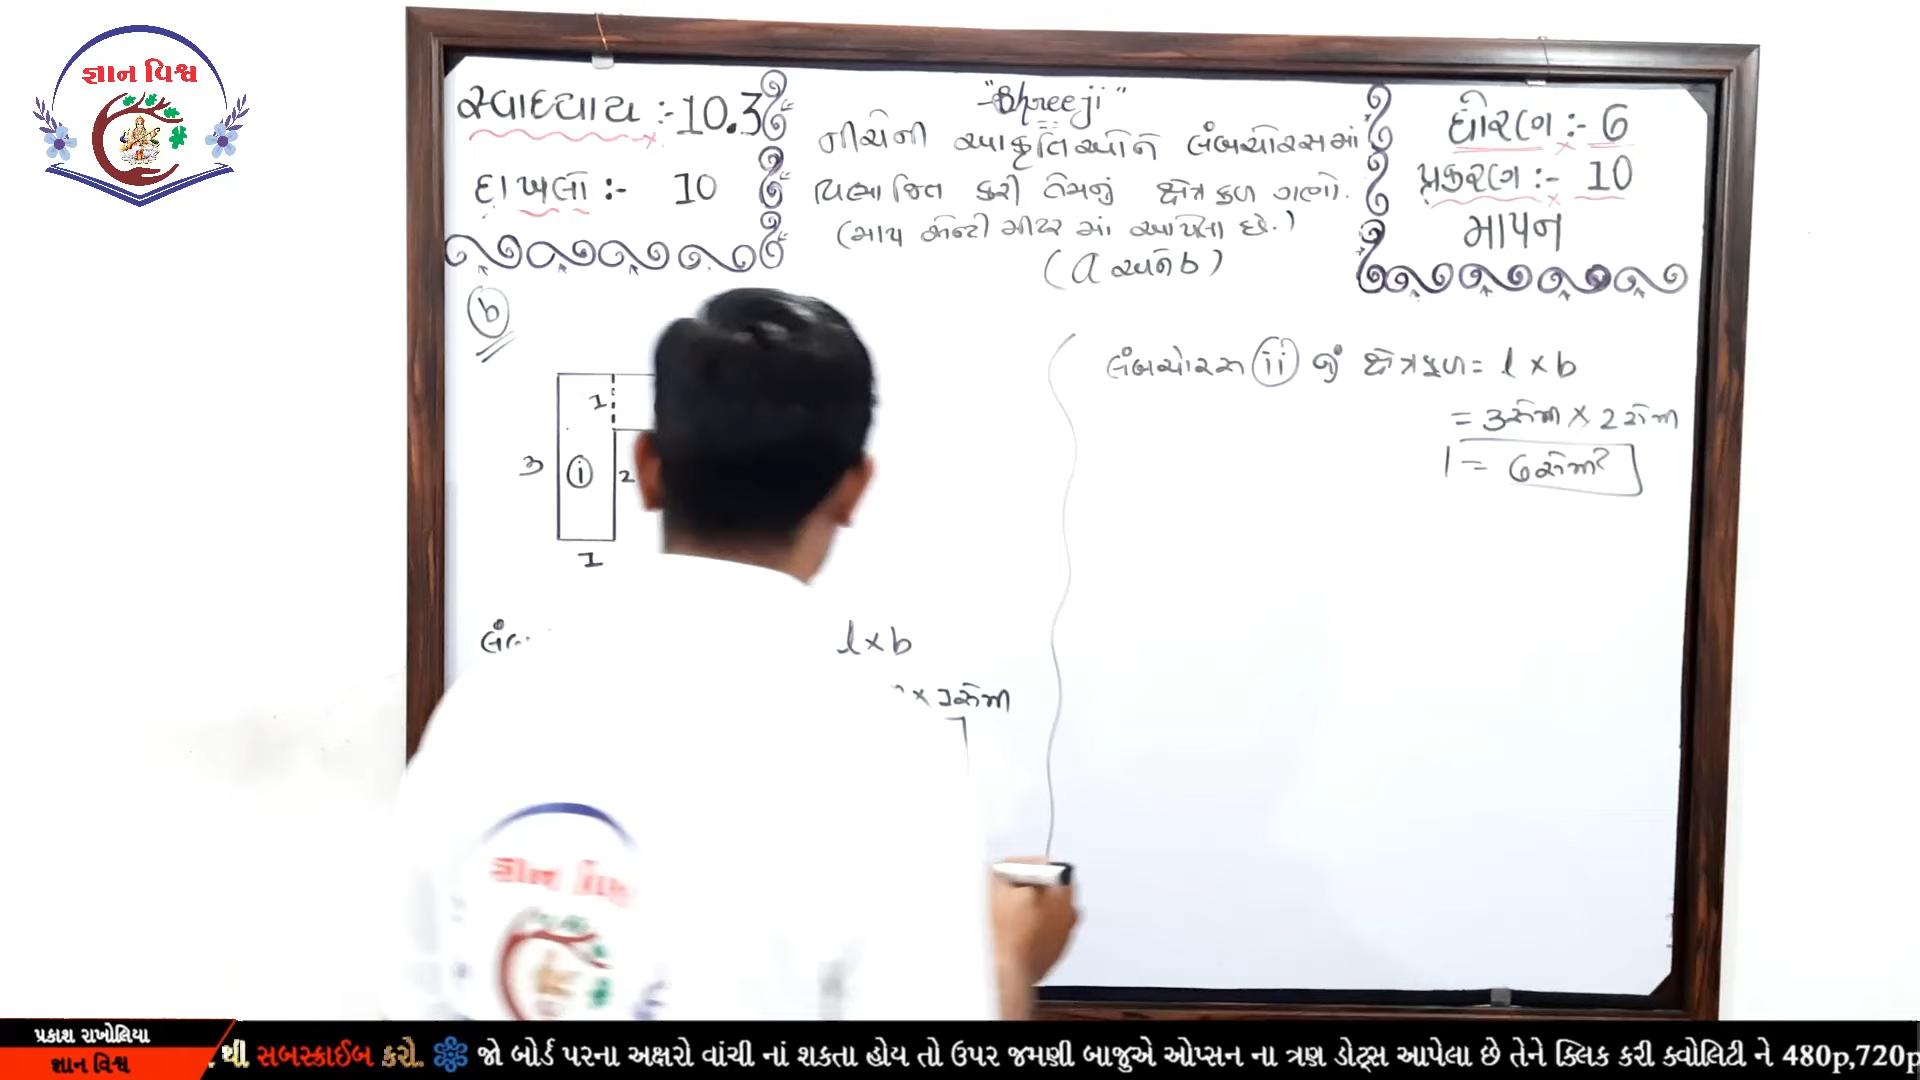 જ્ઞાન વિશ્વ
સ્વાધ્યાય :- 10.3
દાખલો :- 10
"Shreeji"
નીચેની આકૃતિઓને લંબચોરસમાં
વિભાજિત કરી તેમનું ક્ષેત્રફળ ગણો.
(માપ સેન્ટીમીટર માં આપેલા છે.)
(a અને b)
ધોરણ :- 6
પ્રકરણ :- 10
માપન
b
1
3
i
2
1
l × b
× 1સેમી
લંબચોરસ ii નું ક્ષેત્રફળ = l × b
= 3સેમી × 2સેમી
= 6સેમી²
જ્ઞાન વિશ્વ
પ્રકાશ રાખોલિયા
જ્ઞાન વિશ્વ
થી સબસ્ક્રાઈબ કરો. જો બોર્ડ પરના અક્ષરો વાંચી નાં શકતા હોય તો ઉપર જમણી બાજુએ ઓપ્સન ના ત્રણ ડોટ્સ આપેલા છે તેને ક્લિક કરી ક્વોલિટી ને 480p,720p